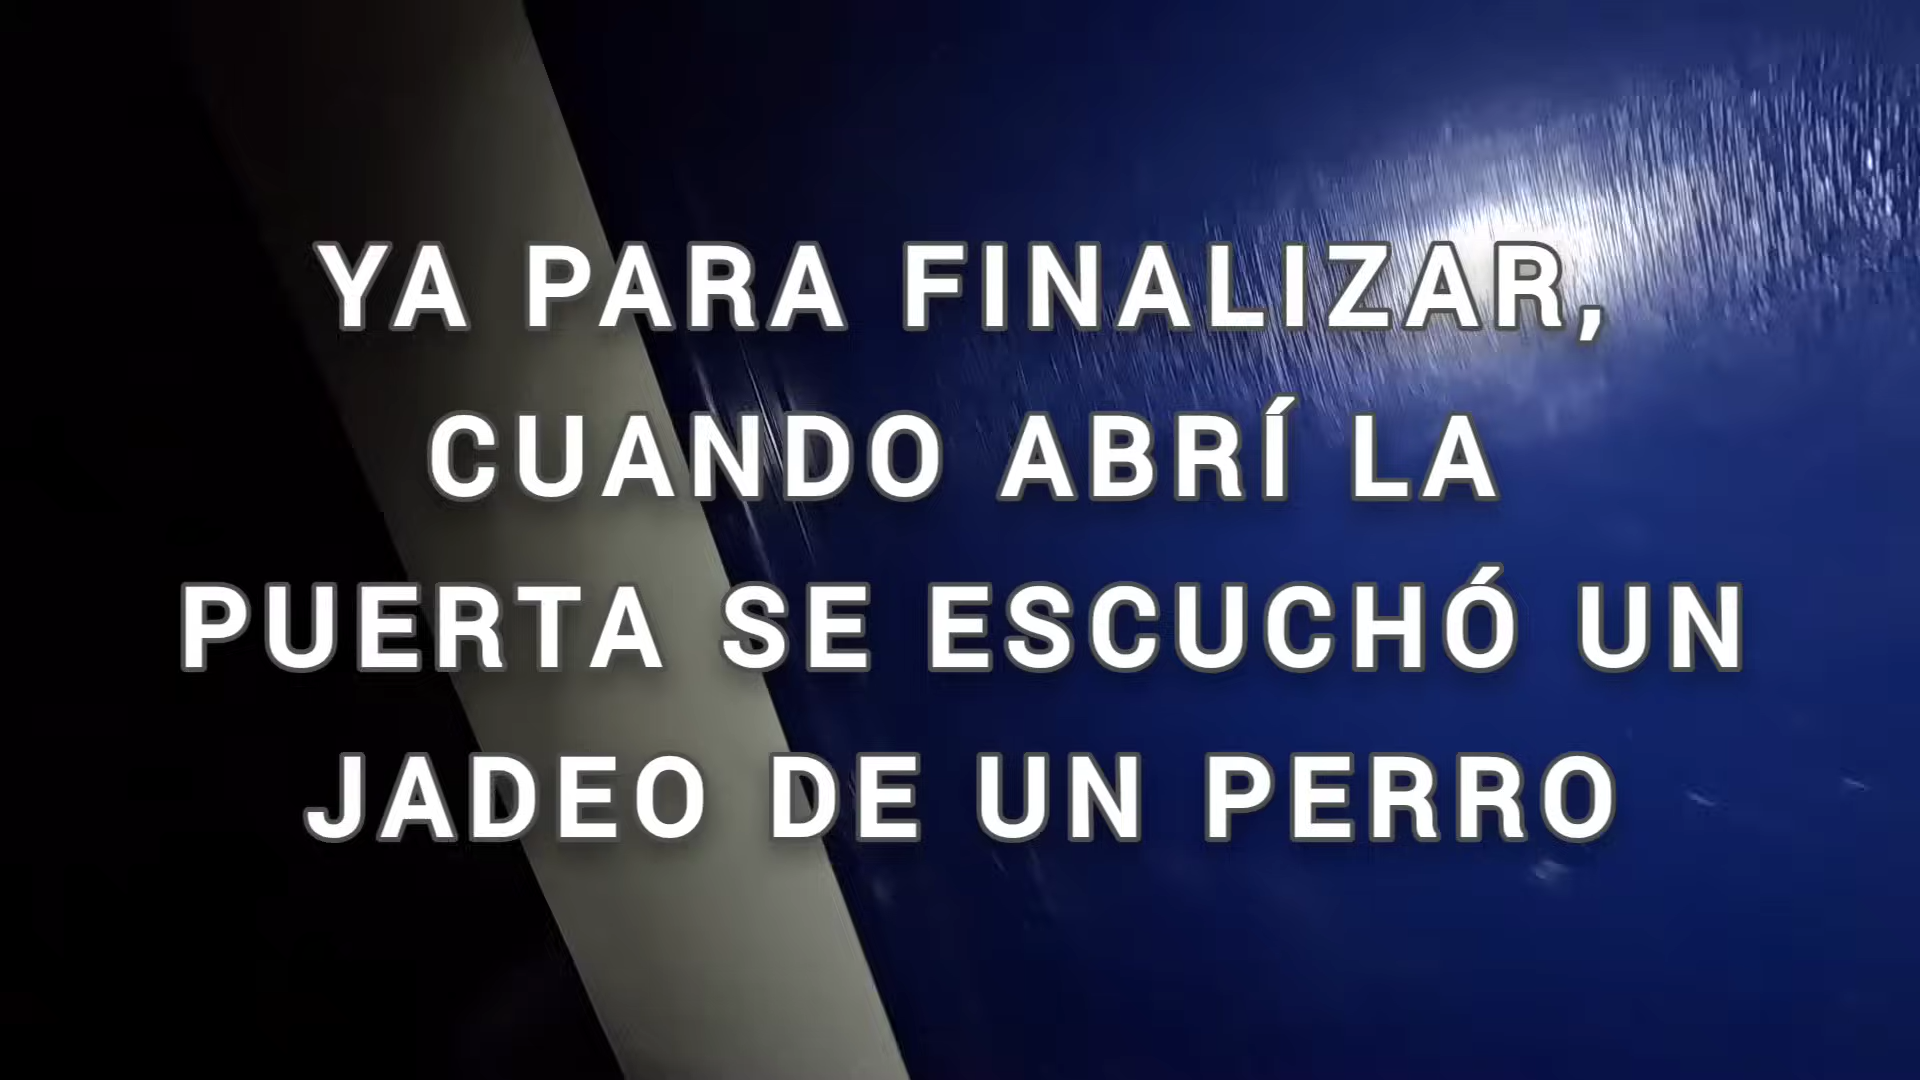 YA PARA FINALIZAR,
CUANDO ABRÍ LA
PUERTA SE ESCUCHÓ UN
JADEO DE UN PERRO